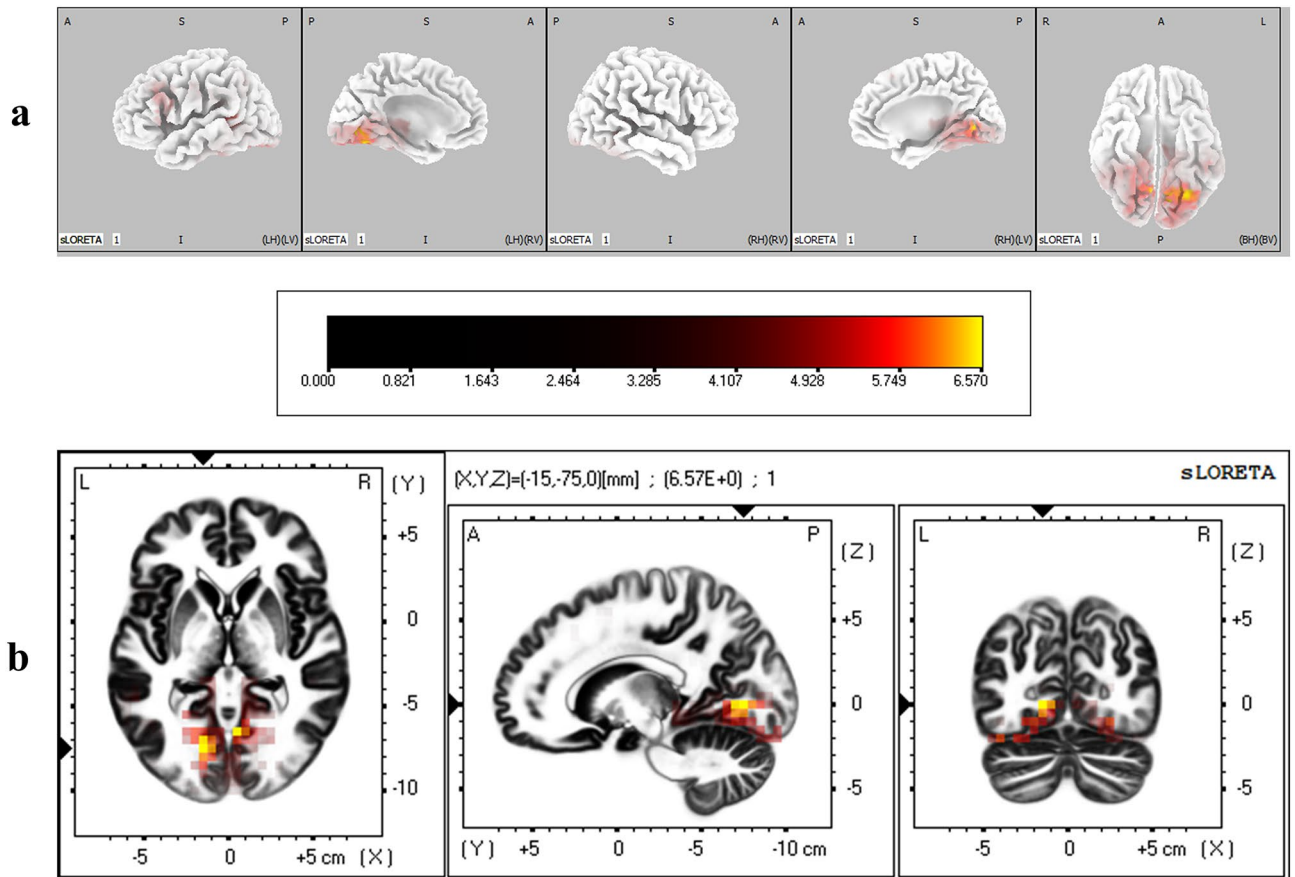 A S P P S A P S A A S P R A L
a
sLORETA 1 I (LH)(LV) sLORETA 1 I (LH)(RV) sLORETA 1 I (RH)(RV) sLORETA 1 I (RH)(LV) sLORETA 1 P (BH)(BV)
0.000 0.821 1.643 2.464 3.285 4.107 4.928 5.749 6.570
b
L R (Y)
+5
0
-5
-10
-5 0 +5 cm (X)
(X,Y,Z)=(-15,-75,0)[mm] ; (6.57E+0) ; 1
sLORETA
A P (Z)
+5
0
-5
(Y) +5 0 -5 -10 cm
L R (Z)
+5
0
-5
-5 0 +5 cm (X)